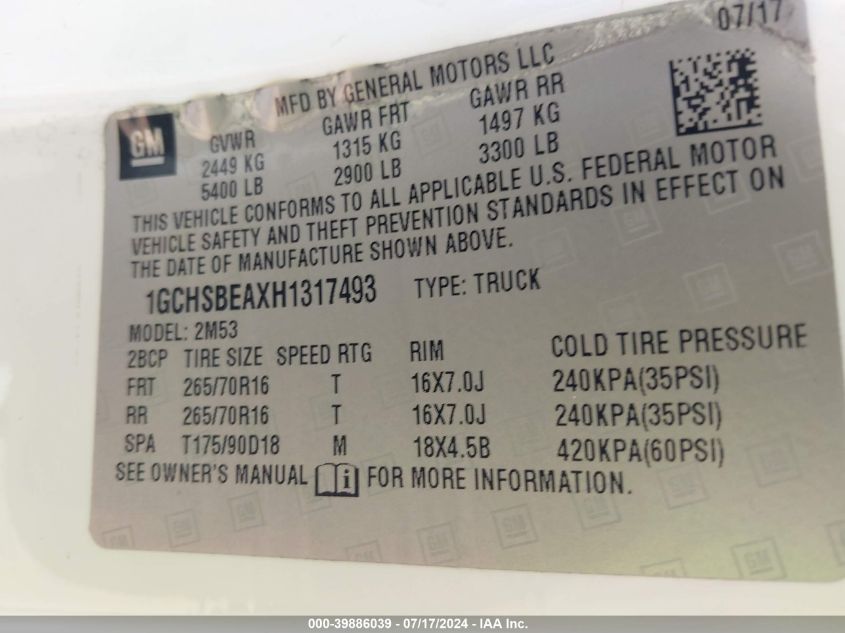 07/17
MFD BY GENERAL MOTORS LLC
GM GVWR GAWR FRT GAWR RR
2449 KG 1315 KG 1497 KG
5400 LB 2900 LB 3300 LB
THIS VEHICLE CONFORMS TO ALL APPLICABLE U.S. FEDERAL MOTOR
VEHICLE SAFETY AND THEFT PREVENTION STANDARDS IN EFFECT ON
THE DATE OF MANUFACTURE SHOWN ABOVE.
1GCHSBEAXH1317493 TYPE: TRUCK
MODEL: 2M53
2BCP TIRE SIZE SPEED RTG RIM COLD TIRE PRESSURE
FRT 265/70R16 T 16X7.0J 240KPA(35PSI)
RR 265/70R16 T 16X7.0J 240KPA(35PSI)
SPA T175/90D18 M 18X4.5B 420KPA(60PSI)
SEE OWNER'S MANUAL i FOR MORE INFORMATION.
000-39886039 - 07/17/2024 - IAA Inc.